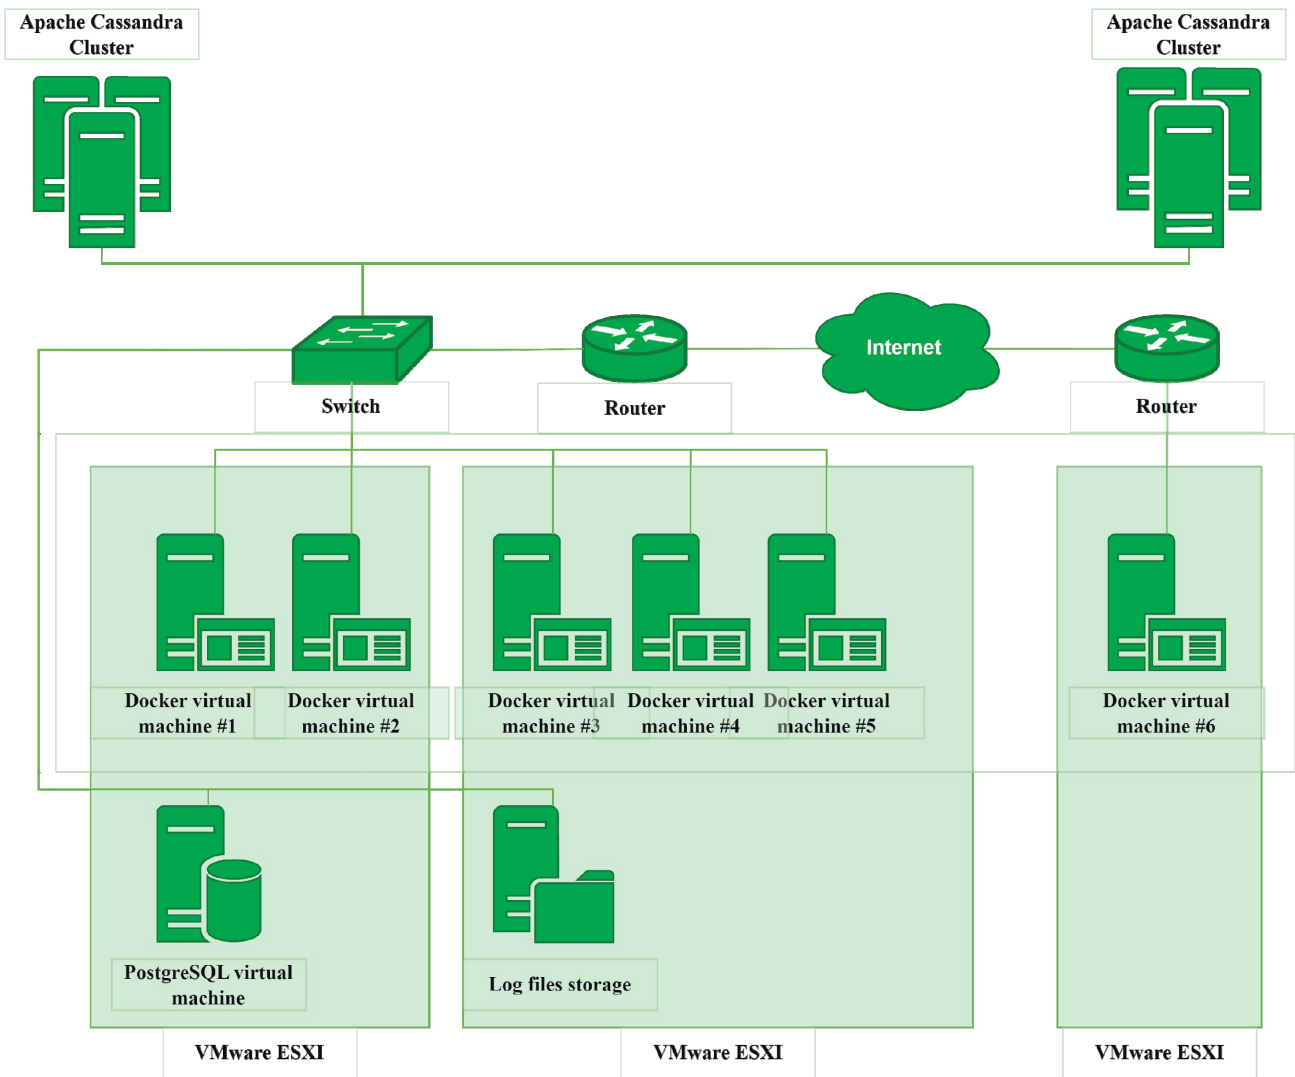 Apache Cassandra
Cluster
Apache Cassandra
Cluster
Internet
Switch
Router
Router
Docker virtual
machine #1
Docker virtual
machine #2
Docker virtual
machine #3
Docker virtual
machine #4
Docker virtual
machine #5
Docker virtual
machine #6
PostgreSQL virtual
machine
Log files storage
VMware ESXI
VMware ESXI
VMware ESXI